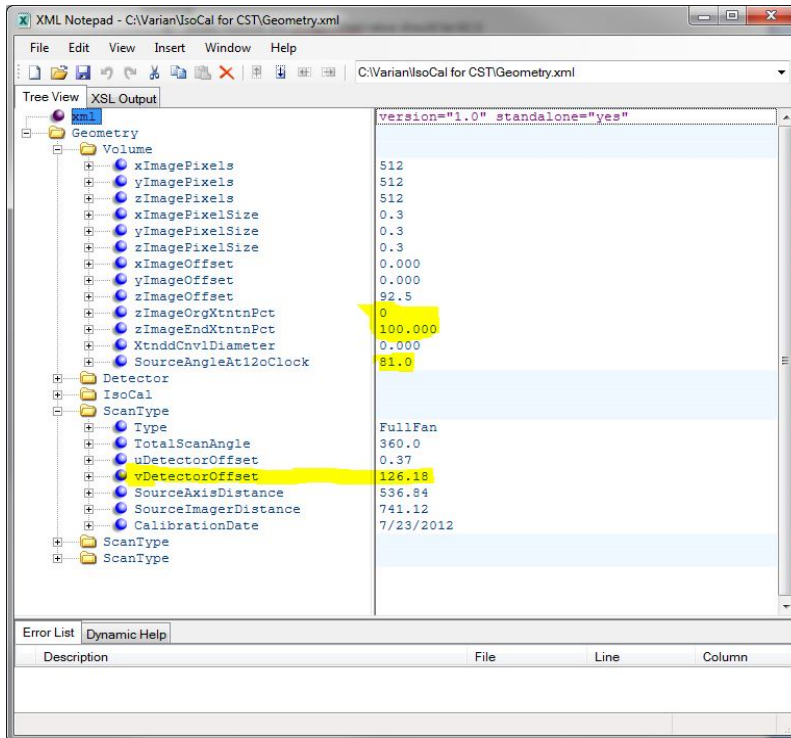 XML Notepad - C:\Varian\IsoCal for CST\Geometry.xml
File Edit View Insert Window Help
C:\Varian\IsoCal for CST\Geometry.xml
Tree View XSL Output
xml version="1.0" standalone="yes"
Geometry
Volume
xImagePixels 512
yImagePixels 512
zImagePixels 512
xImagePixelSize 0.3
yImagePixelSize 0.3
zImagePixelSize 0.3
xImageOffset 0.000
yImageOffset 0.000
zImageOffset 92.5
zImageOrgXtntnPct 0
zImageEndXtntnPct 100.000
XtnddCnvlDiameter 0.000
SourceAngleAt12oClock 81.0
Detector
IsoCal
ScanType
Type FullFan
TotalScanAngle 360.0
uDetectorOffset 0.37
vDetectorOffset 126.18
SourceAxisDistance 536.84
SourceImagerDistance 741.12
CalibrationDate 7/23/2012
ScanType
ScanType
Error List Dynamic Help
Description File Line Column